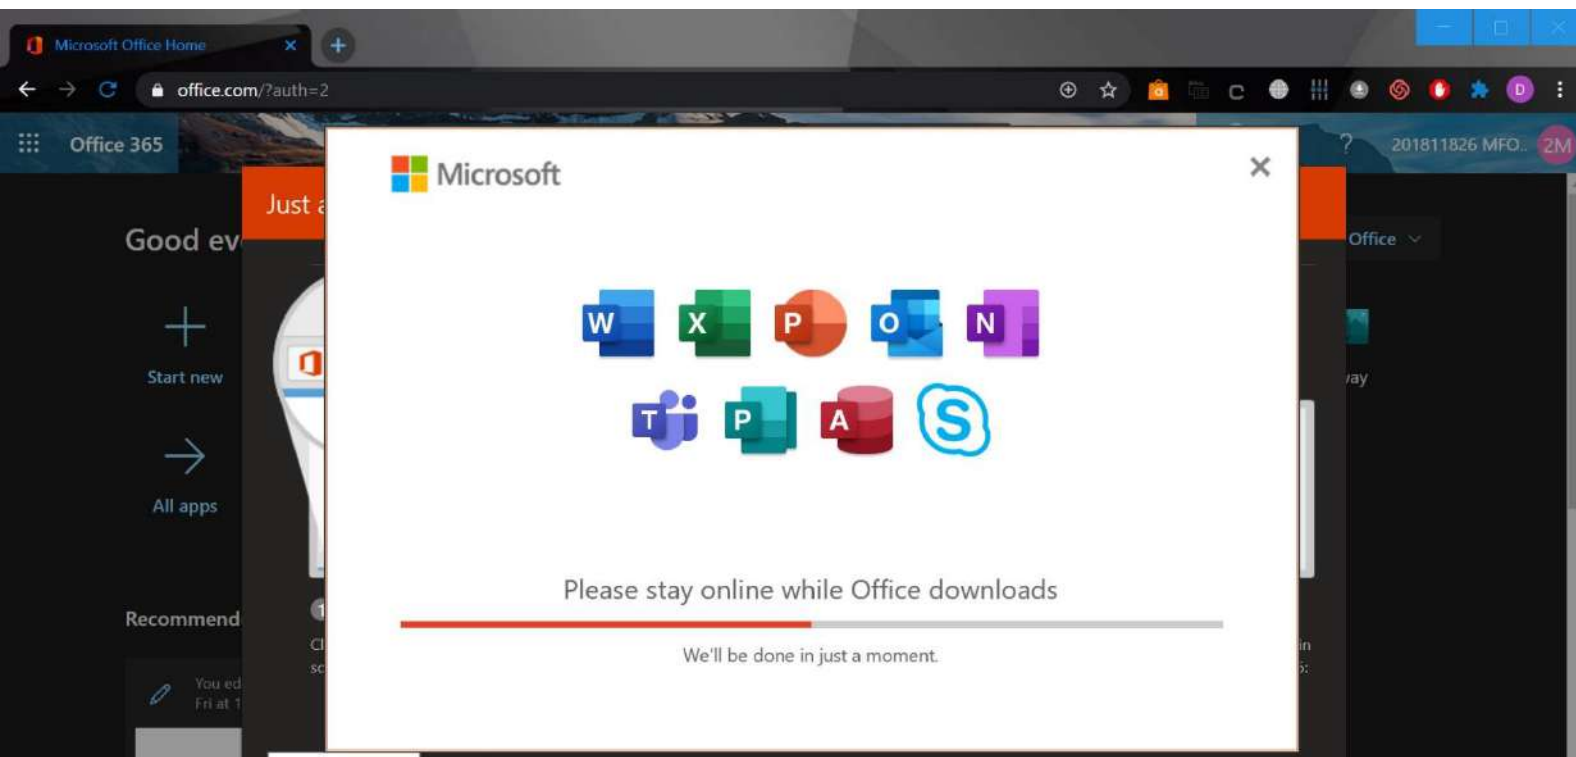 Microsoft Office Home
office.com/?auth=2
D
Office 365
?
201811826 MFO..
2M
Microsoft
Just
Good
Office
W X P O N
Start new
T P A S
All apps
Please stay online while Office downloads
Recommend
1
We'll be done in just a moment.
in
You ed
Fri at 1